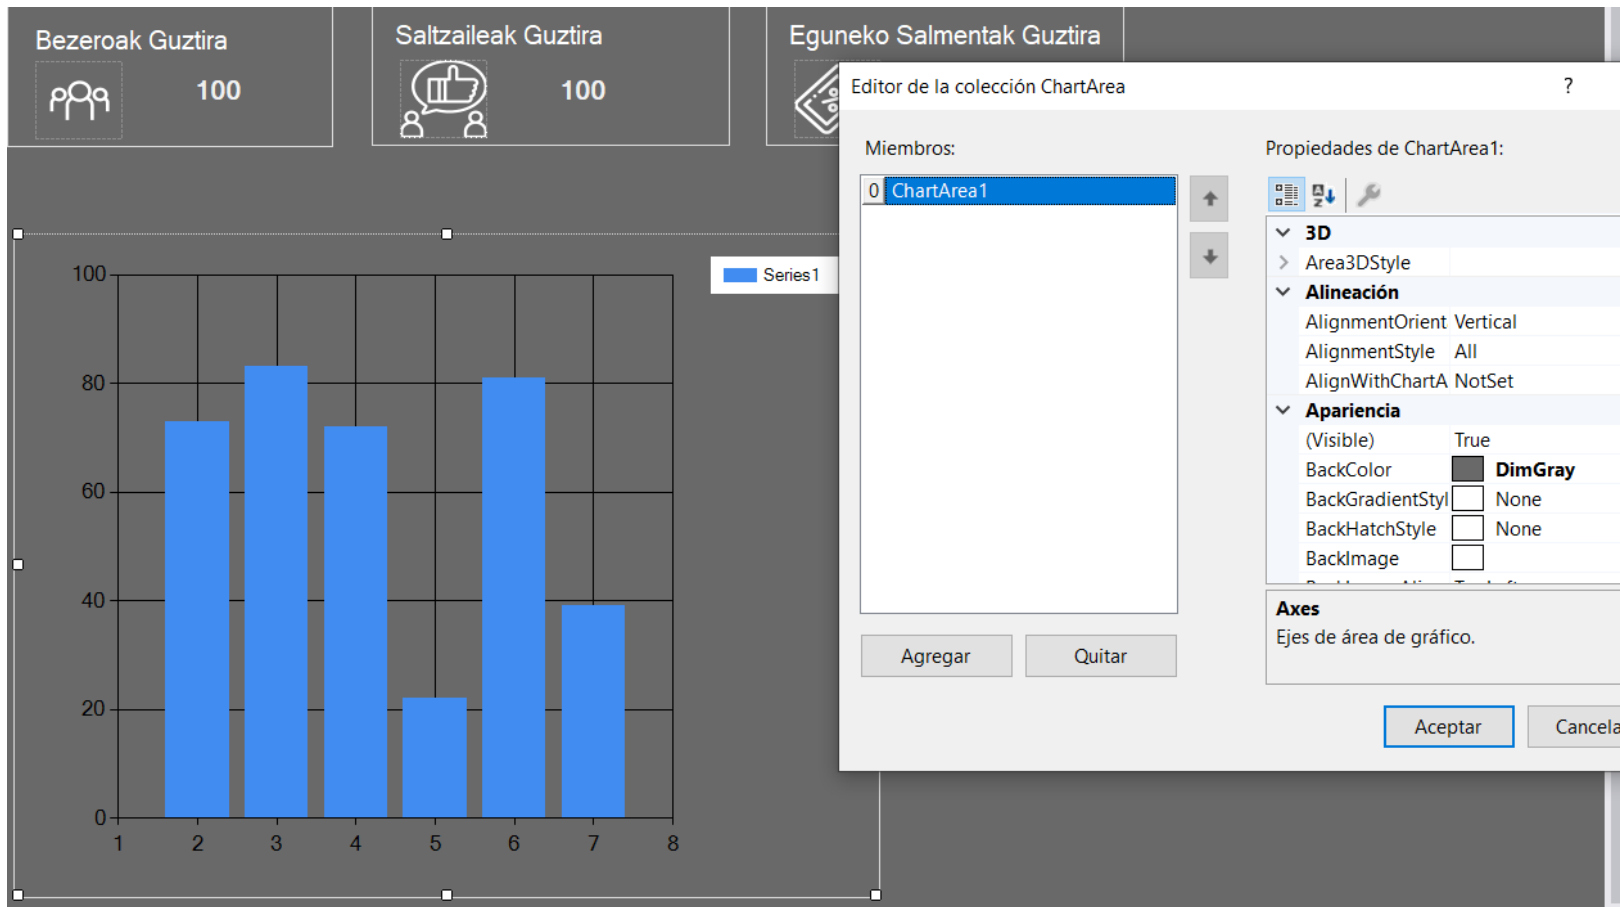 Bezeroak Guztira
100
Saltzaileak Guztira
100
Eguneko Salmentak Guztira
Series1
100
80
60
40
20
0
1 2 3 4 5 6 7 8
Editor de la colección ChartArea
?
Miembros:
0 ChartArea1
Agregar
Quitar
Propiedades de ChartArea1:
3D
Area3DStyle
Alineación
AlignmentOrient Vertical
AlignmentStyle All
AlignWithChartA NotSet
Apariencia
(Visible) True
BackColor DimGray
BackGradientStyl None
BackHatchStyle None
BackImage
Axes
Ejes de área de gráfico.
Aceptar
Cancela